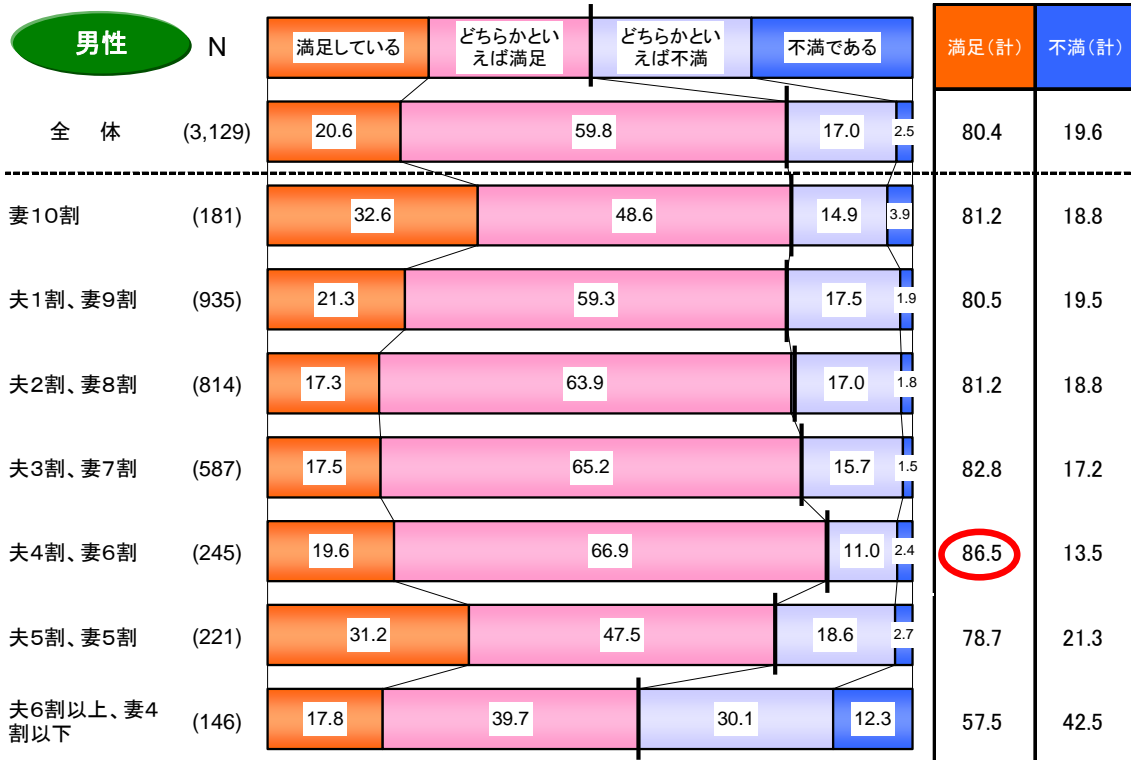 男性 N 満足している どちらかとい えば満足 どちらかとい えば不満 不満である 満足(計) 不満(計)
全 体 (3,129) 20.6 59.8 17.0 2.5 80.4 19.6
妻10割 (181) 32.6 48.6 14.9 3.9 81.2 18.8
夫1割、妻9割 (935) 21.3 59.3 17.5 1.9 80.5 19.5
夫2割、妻8割 (814) 17.3 63.9 17.0 1.8 81.2 18.8
夫3割、妻7割 (587) 17.5 65.2 15.7 1.5 82.8 17.2
夫4割、妻6割 (245) 19.6 66.9 11.0 2.4 86.5 13.5
夫5割、妻5割 (221) 31.2 47.5 18.6 2.7 78.7 21.3
夫6割以上、妻4
割以下 (146) 17.8 39.7 30.1 12.3 57.5 42.5